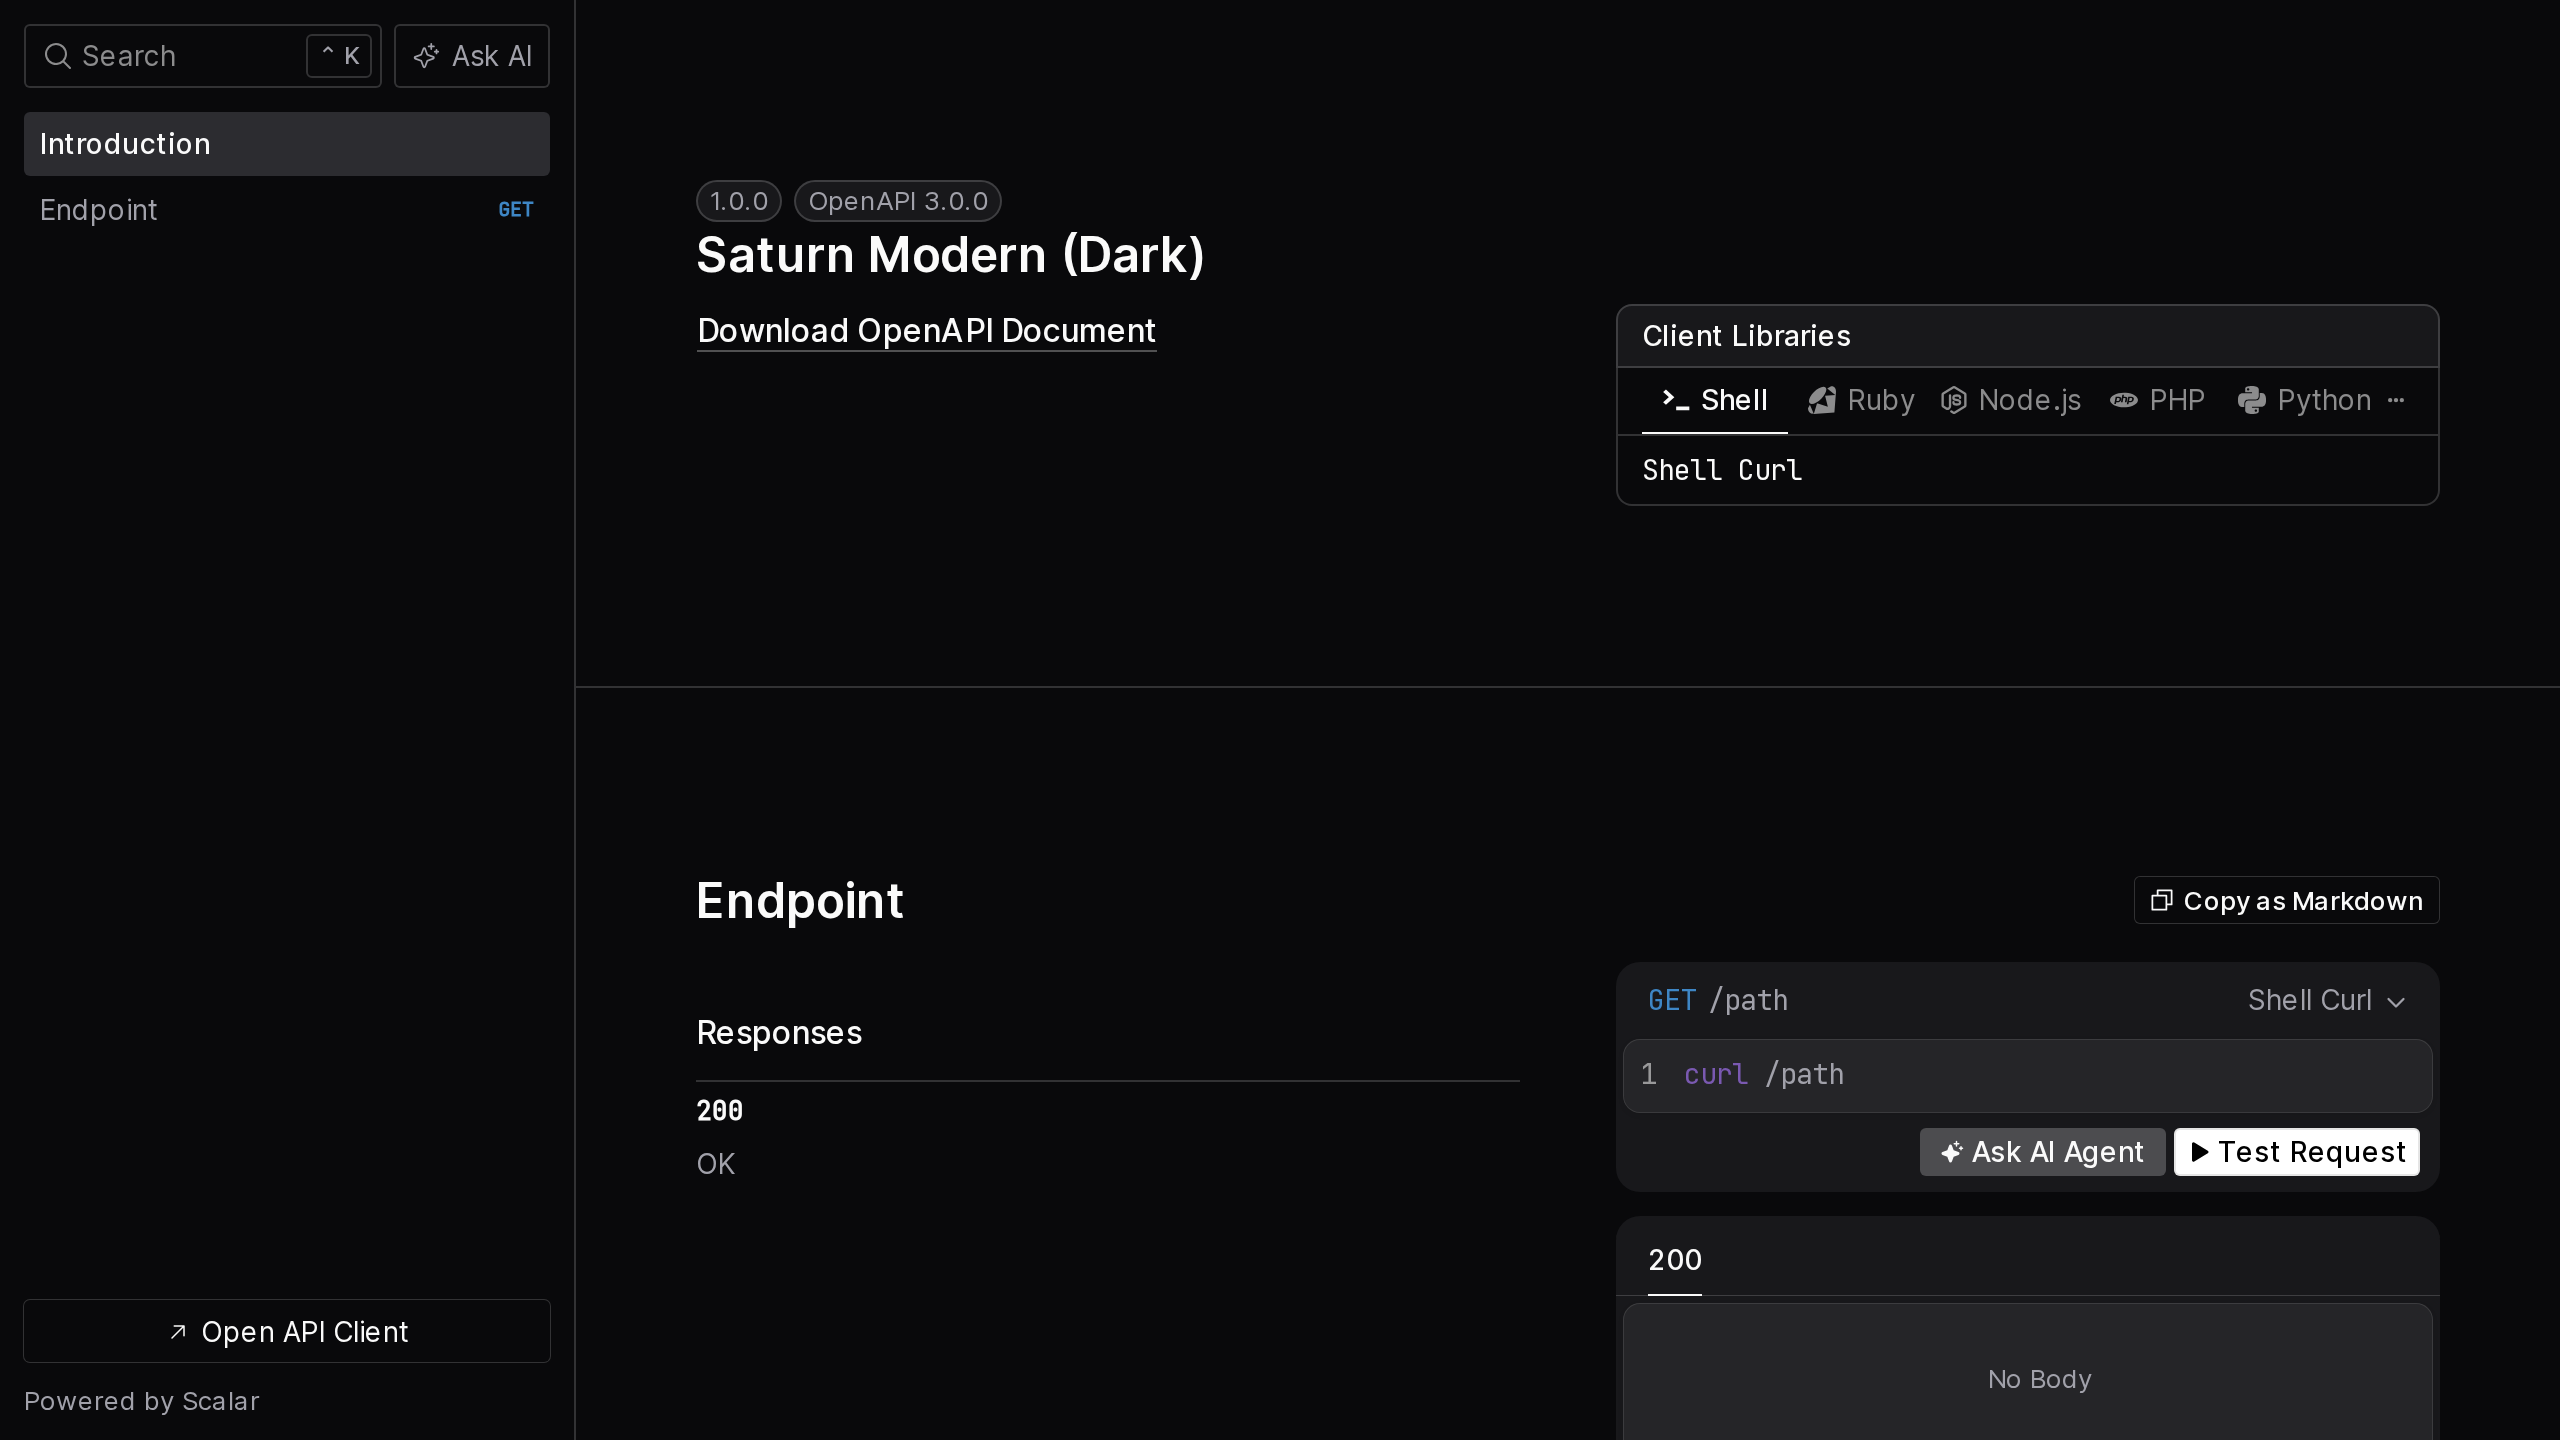 Search
⌃ K
Ask AI
Introduction
Endpoint
GET
Open API Client
Powered by Scalar
1.0.0
OpenAPI 3.0.0
Saturn Modern (Dark)
Download OpenAPI Document
Client Libraries
Shell
Ruby
Node.js
PHP
Python
Shell Curl
Endpoint
Copy as Markdown
Responses
200
OK
GET /path
Shell Curl
1 curl /path
Ask AI Agent
Test Request
200
No Body